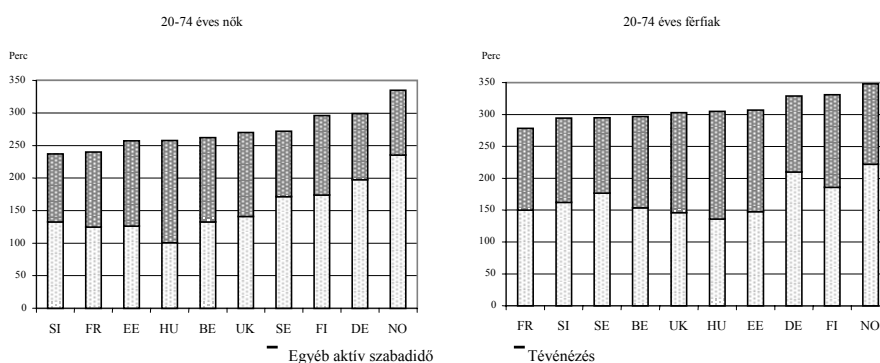 20-74 éves nők
Perc
350
300
250
200
150
100
50
0
SI FR EE HU BE UK SE FI DE NO
20-74 éves férfiak
Perc
350
300
250
200
150
100
50
0
FR SI SE BE UK HU EE DE FI NO
Egyéb aktív szabadidő
Tévénézés